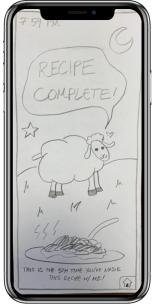 7:59 PM
RECIPE
COMPLETE!
THIS IS THE 5TH TIME YOU'VE MADE
THIS RECIPE W/ ME!